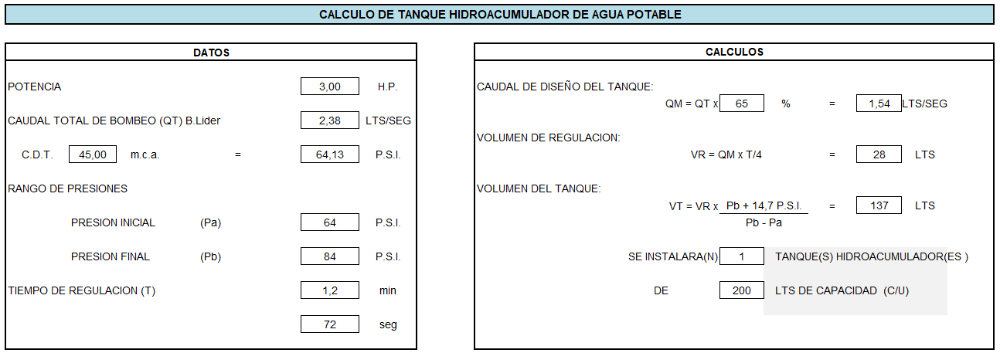 CALCULO DE TANQUE HIDROACUMULADOR DE AGUA POTABLE
DATOS
POTENCIA 3,00 H.P.
CAUDAL TOTAL DE BOMBEO (QT) B.Lider 2,38 LTS/SEG
C.D.T. 45,00 m.c.a. = 64,13 P.S.I.
RANGO DE PRESIONES
PRESION INICIAL (Pa) 64 P.S.I.
PRESION FINAL (Pb) 84 P.S.I.
TIEMPO DE REGULACION (T) 1,2 min
72 seg
CALCULOS
CAUDAL DE DISEÑO DEL TANQUE:
QM = QT x 65 % = 1,54 LTS/SEG
VOLUMEN DE REGULACION:
VR = QM x T/4 = 28 LTS
VOLUMEN DEL TANQUE:
VT = VR x Pb + 14,7 P.S.I. = 137 LTS
Pb - Pa
SE INSTALARA(N) 1 TANQUE(S) HIDROACUMULADOR(ES )
DE 200 LTS DE CAPACIDAD (C/U)